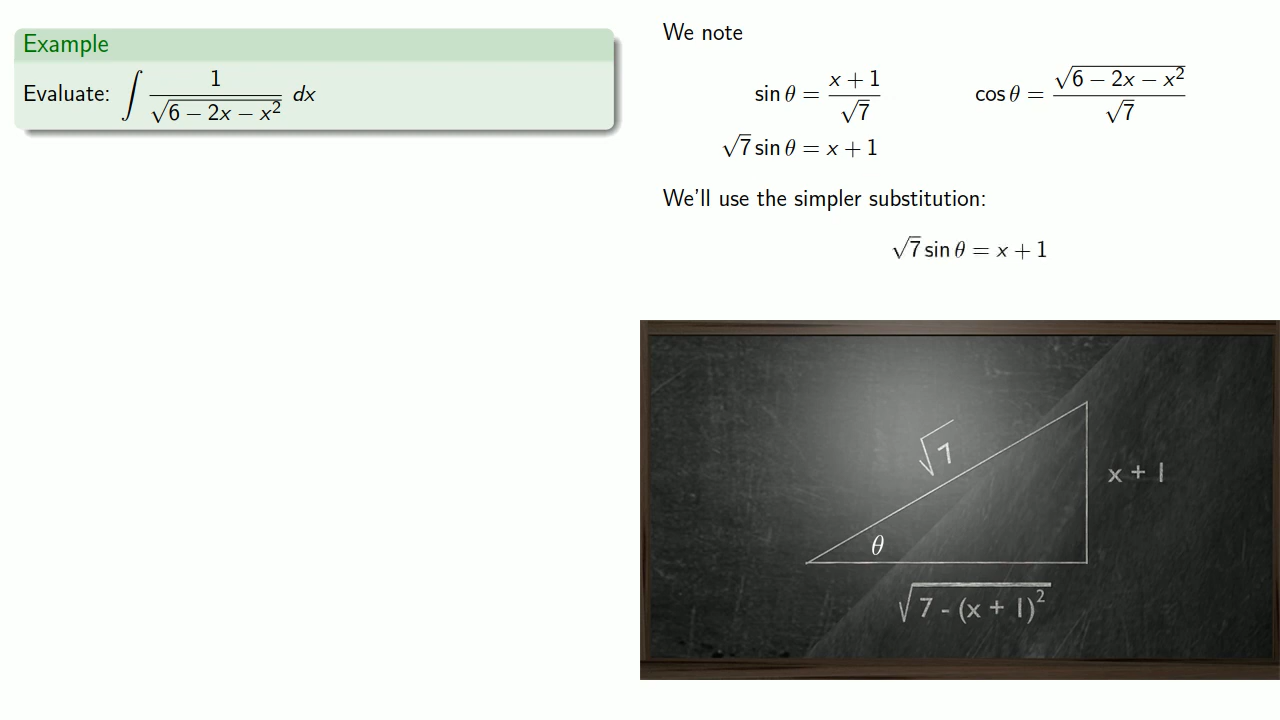 Example
Evaluate: ∫ 1/√(6 − 2x − x²) dx
We note
sin θ = (x + 1)/√7    cos θ = √(6 − 2x − x²)/√7
√7 sin θ = x + 1
We'll use the simpler substitution:
√7 sin θ = x + 1
√7
x + 1
θ
√(7 - (x + 1)²)